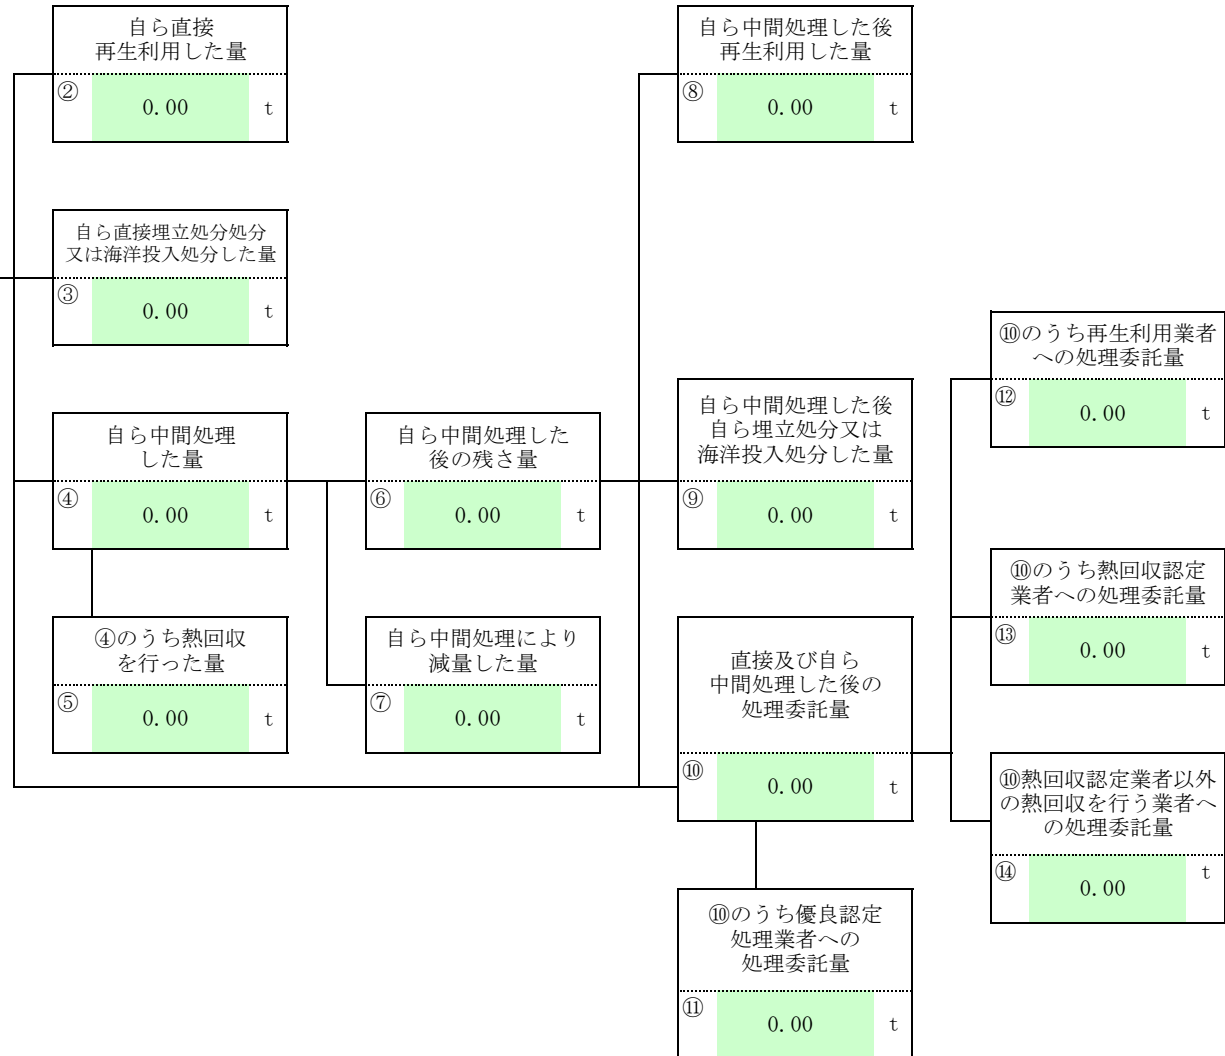 自ら直接
再生利用した量
②
0.00
t
自ら直接埋立処分処分
又は海洋投入処分した量
③
0.00
t
自ら中間処理
した量
④
0.00
t
④のうち熱回収
を行った量
⑤
0.00
t
自ら中間処理した
後の残さ量
⑥
0.00
t
自ら中間処理により
減量した量
⑦
0.00
t
自ら中間処理した後
再生利用した量
⑧
0.00
t
自ら中間処理した後
自ら埋立処分又は
海洋投入処分した量
⑨
0.00
t
直接及び自ら
中間処理した後の
処理委託量
⑩
0.00
t
⑩のうち優良認定
処理業者への
処理委託量
⑪
0.00
t
⑩のうち再生利用業者
への処理委託量
⑫
0.00
t
⑩のうち熱回収認定
業者への処理委託量
⑬
0.00
t
⑩熱回収認定業者以外
の熱回収を行う業者へ
の処理委託量
⑭
0.00
t